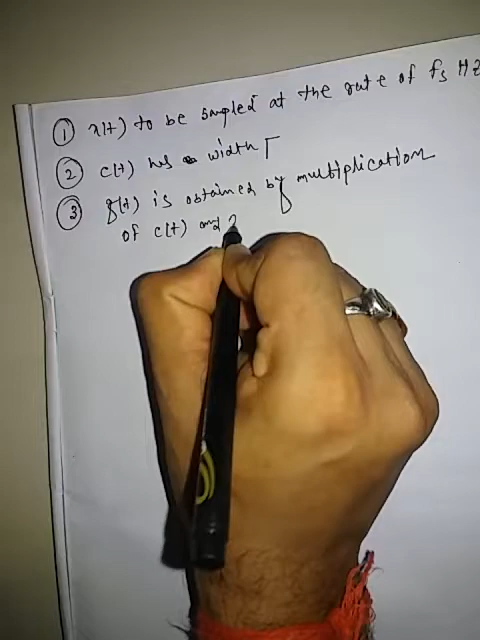 ① x(t) to be sampled at the rate of fs HZ
② c(t) has width τ
③ g(t) is obtained by multiplication
of c(t) and